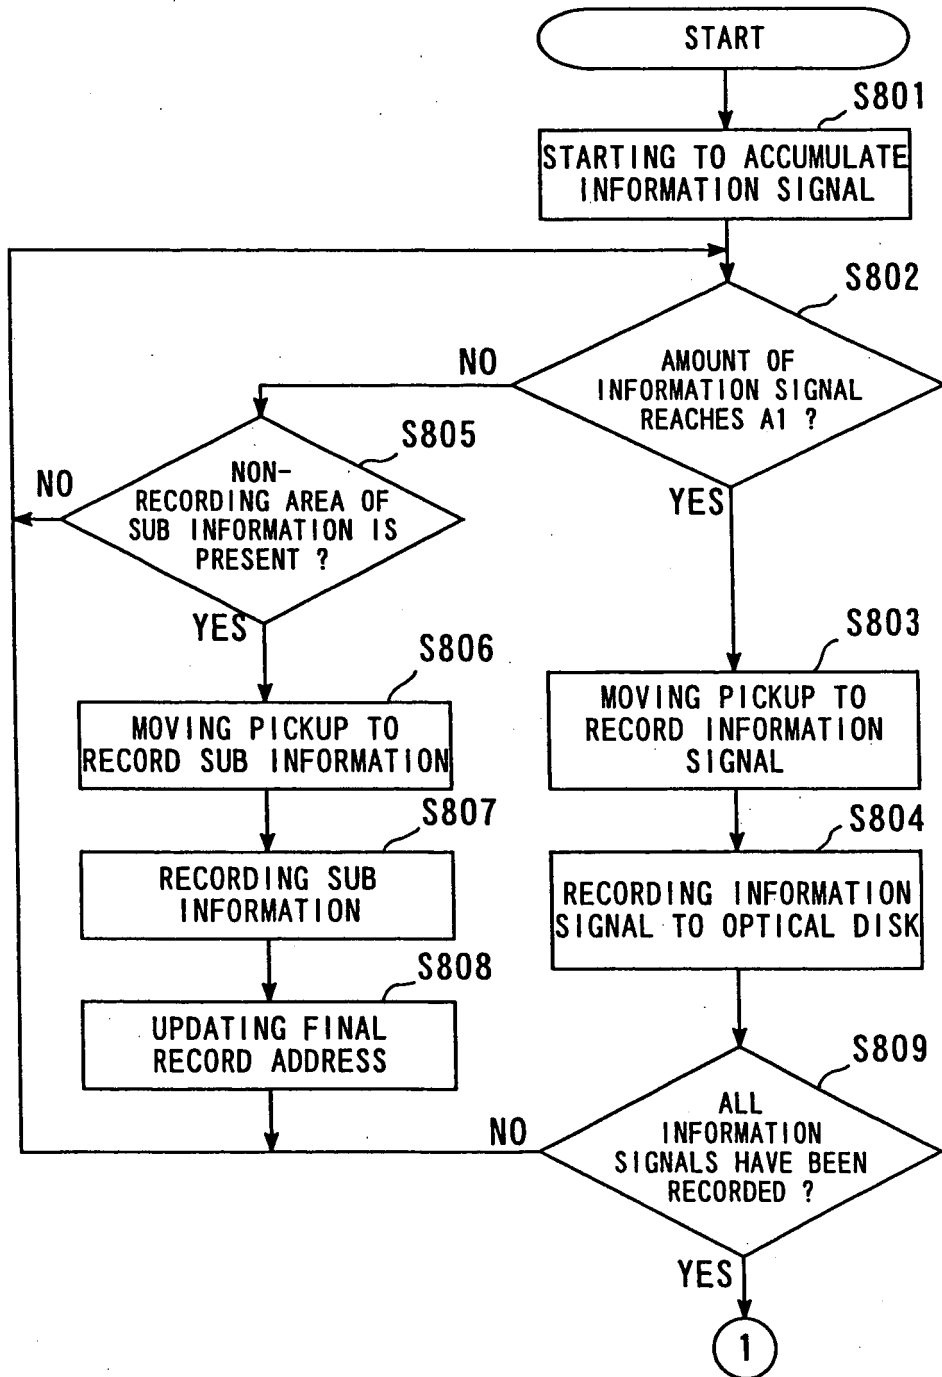 START
S801
STARTING TO ACCUMULATE
INFORMATION SIGNAL
S802
AMOUNT OF
INFORMATION SIGNAL
REACHES A1 ?
NO
YES
S805
NON-
RECORDING AREA OF
SUB INFORMATION IS
PRESENT ?
NO
YES
S806
MOVING PICKUP TO
RECORD SUB INFORMATION
S803
MOVING PICKUP TO
RECORD INFORMATION
SIGNAL
S807
RECORDING SUB
INFORMATION
S804
RECORDING INFORMATION
SIGNAL TO OPTICAL DISK
S808
UPDATING FINAL
RECORD ADDRESS
S809
ALL
INFORMATION
SIGNALS HAVE BEEN
RECORDED ?
NO
YES
1